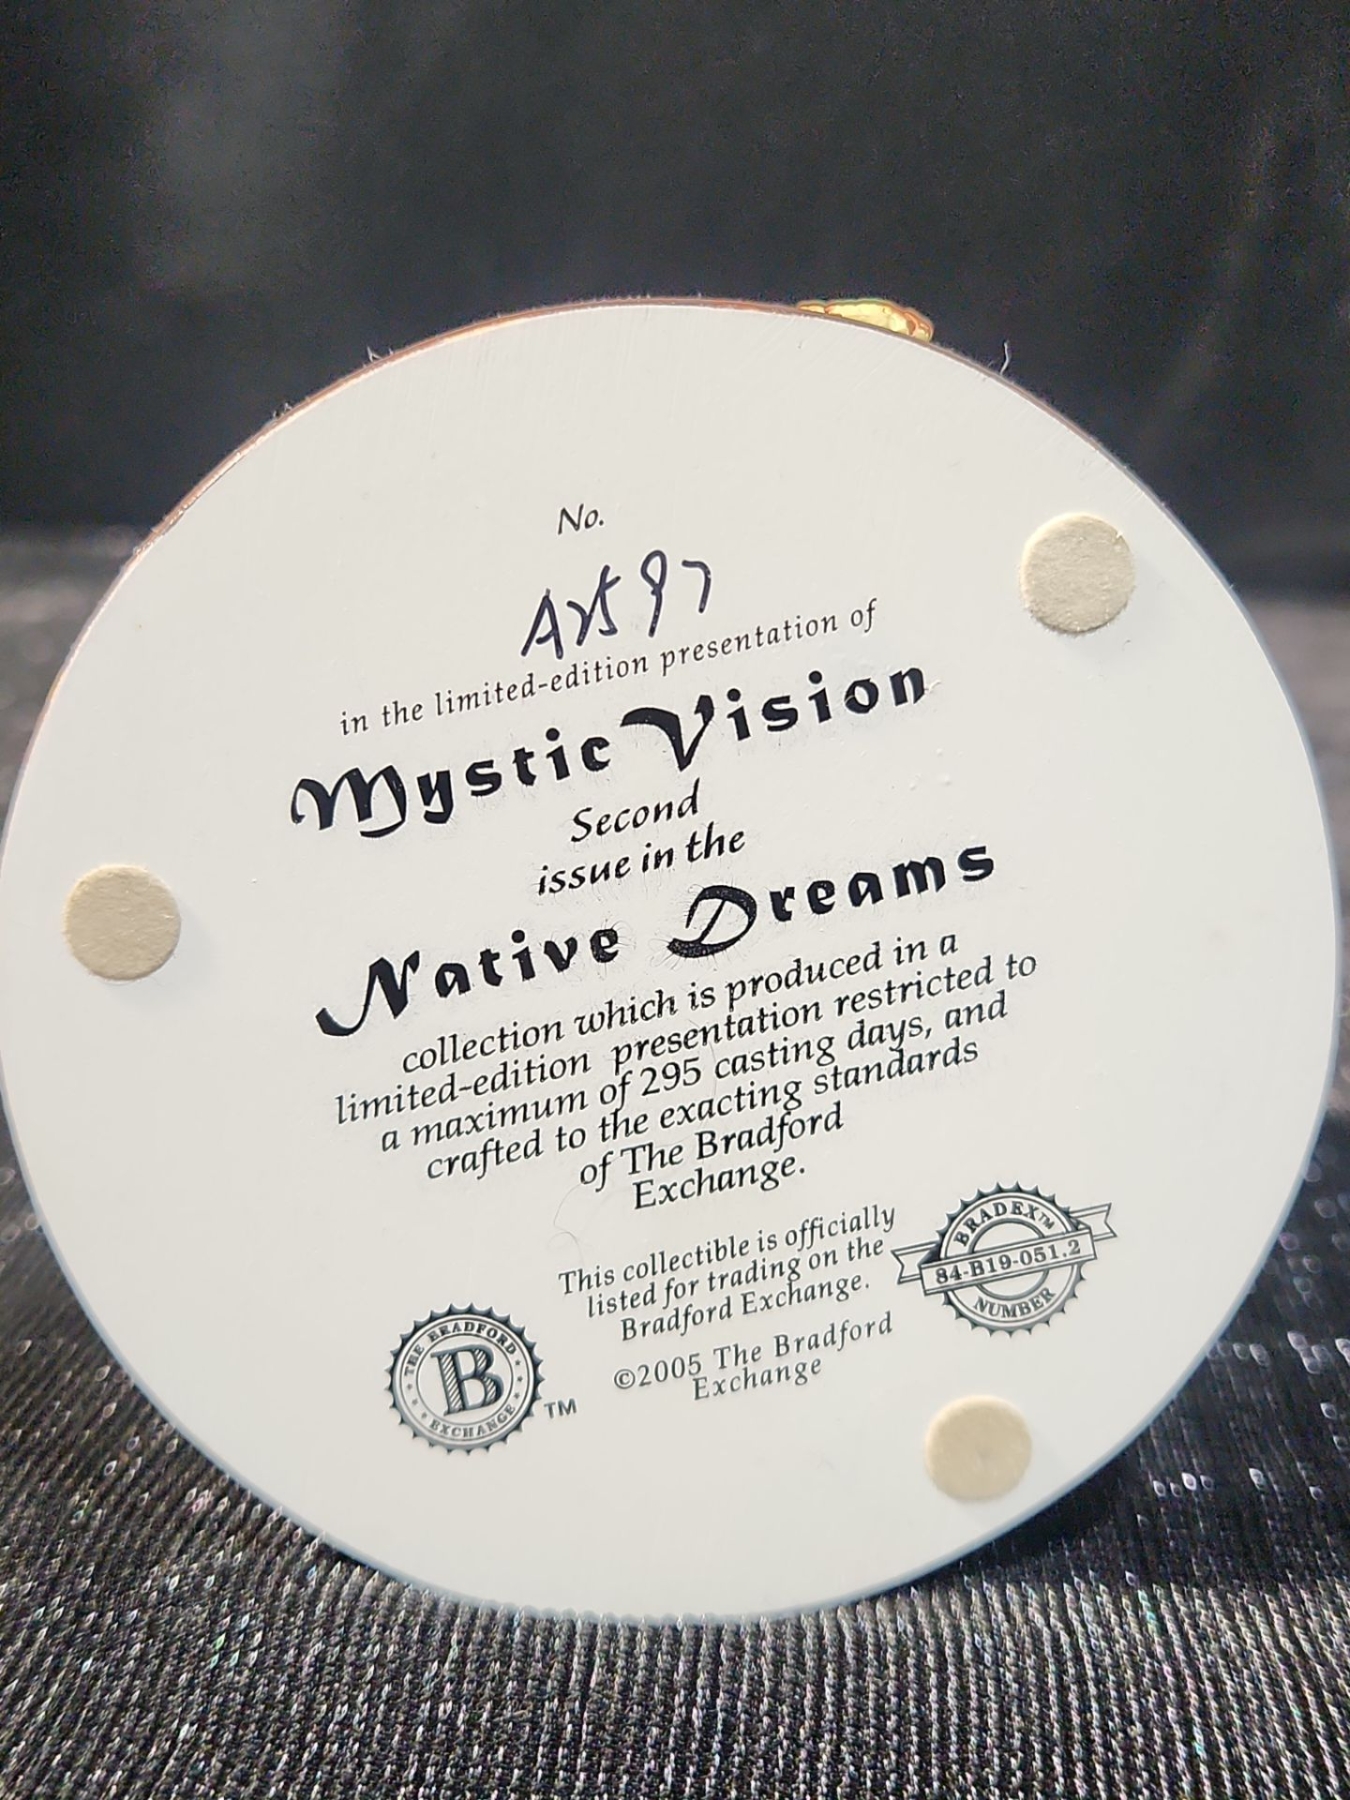 No.
in the limited-edition presentation of
Mystic Vision
Second
issue in the
Native Dreams
collection which is produced in a
limited-edition presentation restricted to
a maximum of 295 casting days, and
crafted to the exacting standards
of The Bradford
Exchange.
This collectible is officially
listed for trading on the
Bradford Exchange.
©2005 The Bradford
Exchange
BRADEX™
84-B19-051.2
NUMBER
THE BRADFORD
B
EXCHANGE
TM